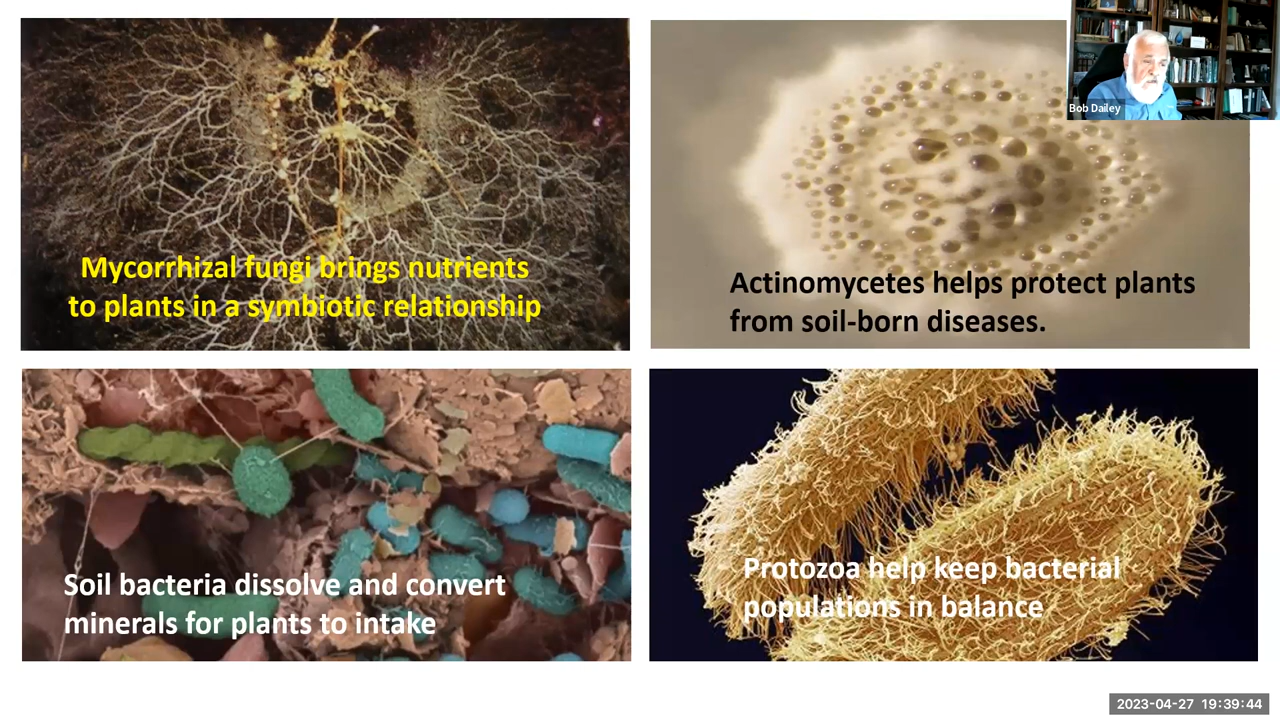 Bob Dailey
Mycorrhizal fungi brings nutrients
to plants in a symbiotic relationship
Actinomycetes helps protect plants
from soil-born diseases.
Soil bacteria dissolve and convert
minerals for plants to intake
Protozoa help keep bacterial
populations in balance
2023-04-27 19:39:44